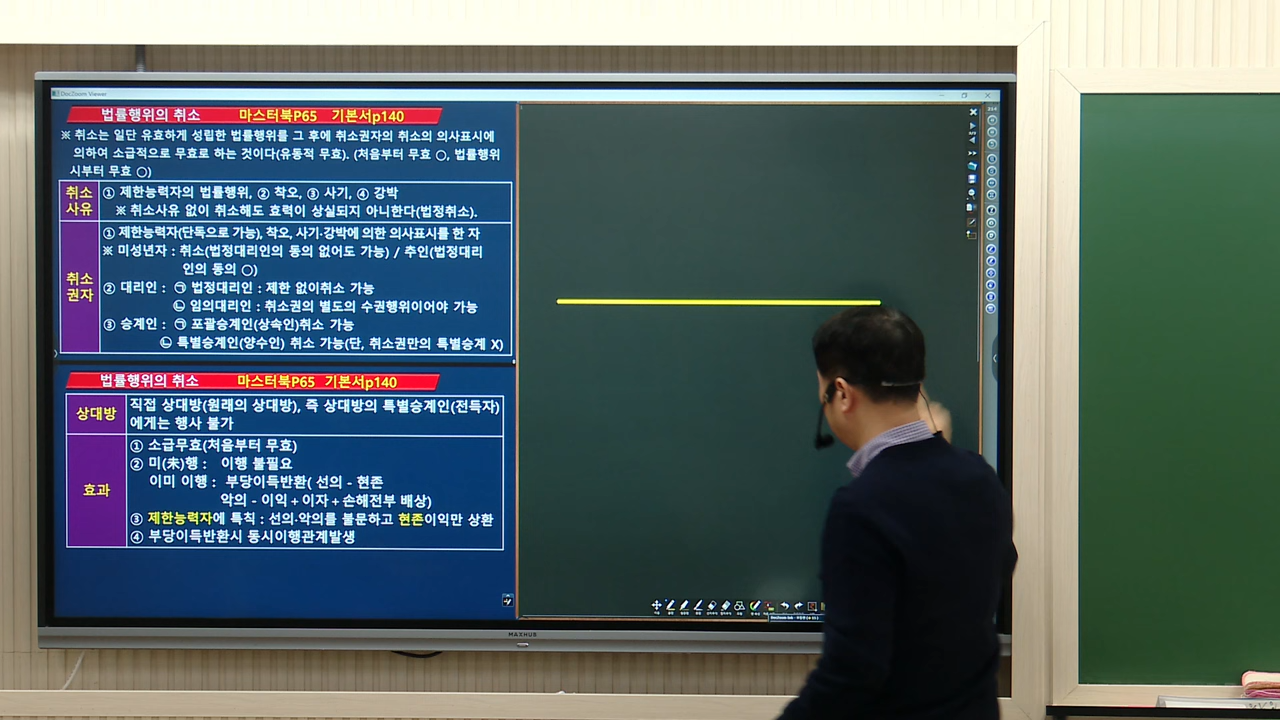 DocZoom Viewer
법률행위의 취소 마스터북P65 기본서p140
※ 취소는 일단 유효하게 성립한 법률행위를 그 후에 취소권자의 취소의 의사표시에
의하여 소급적으로 무효로 하는 것이다(유동적 무효). (처음부터 무효 ○, 법률행위
시부터 무효 ○)
취소
사유
① 제한능력자의 법률행위, ② 착오, ③ 사기, ④ 강박
※ 취소사유 없이 취소해도 효력이 상실되지 아니한다(법정취소).
취소
권자
① 제한능력자(단독으로 가능), 착오, 사기·강박에 의한 의사표시를 한 자
※ 미성년자 : 취소(법정대리인의 동의 없어도 가능) / 추인(법정대리
인의 동의 ○)
② 대리인 : ㉠ 법정대리인 : 제한 없이취소 가능
㉡ 임의대리인 : 취소권의 별도의 수권행위이어야 가능
③ 승계인 : ㉠ 포괄승계인(상속인)취소 가능
㉡ 특별승계인(양수인) 취소 가능(단, 취소권만의 특별승계 X)
법률행위의 취소 마스터북P65 기본서p140
상대방
직접 상대방(원래의 상대방), 즉 상대방의 특별승계인(전득자)
에게는 행사 불가
효과
① 소급무효(처음부터 무효)
② 미(未)행 : 이행 불필요
이미 이행 : 부당이득반환( 선의 - 현존
악의 - 이익 + 이자 + 손해전부 배상)
③ 제한능력자에 특칙 : 선의·악의를 불문하고 현존이익만 상환
④ 부당이득반환시 동시이행관계발생
MAXHUB